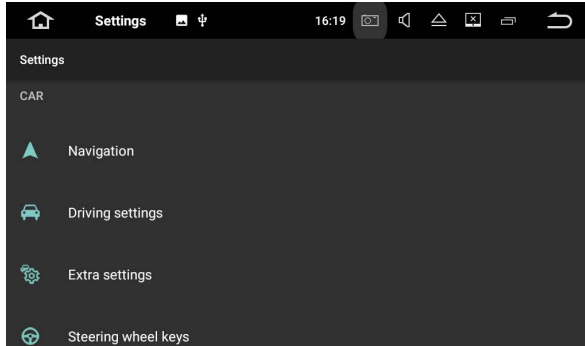 Settings 16:19
Settings
CAR
Navigation
Driving settings
Extra settings
Steering wheel keys